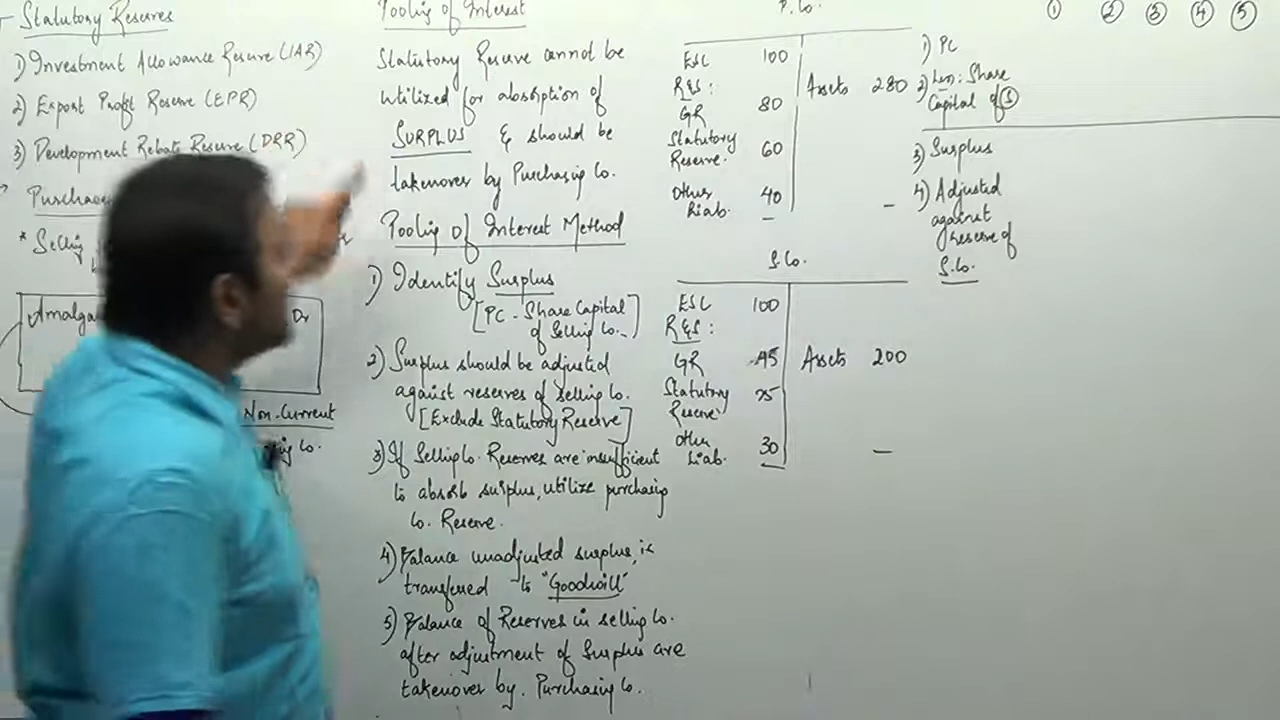 Statutory Reserves
1) Investment Allowance Reserve (IAR)
2) Export Profit Reserve (EPR)
3) Development Rebate Reserve (DRR)
Purchas
* Selling
Amalga Dr
Non-Current
Co.
Pooling of Interest
Statutory Reserve cannot be
utilized for absorption of
SURPLUS & should be
takenover by Purchasing Co.
Pooling Of Interest Method
1) Identify Surplus
[PC - Share Capital
of Selling Co.]
2) Surplus should be adjusted
against reserves of selling Co.
[Exclude Statutory Reserve]
3) If Selling Co. Reserves are insufficient
to absorb surplus, utilize purchasing
Co. Reserve.
4) Balance unadjusted surplus, is
transferred to "Goodwill"
5) Balance of Reserves in selling Co.
after adjustment of Surplus are
takenover by. Purchasing Co.
P. Co.
ESC 100
R&S:
GR 80
Statutory
Reserve. 60
Other
Liab. 40
Assets 280
S. Co.
ESC 100
R&S:
GR 45
Statutory
Reserve 25
Other
Liab. 30
Assets 200
① ② ③ ④ ⑤
1) PC
2) Less: Share
Capital of Ⓢ
3) Surplus
4) Adjusted
against
reserve of
S. Co.